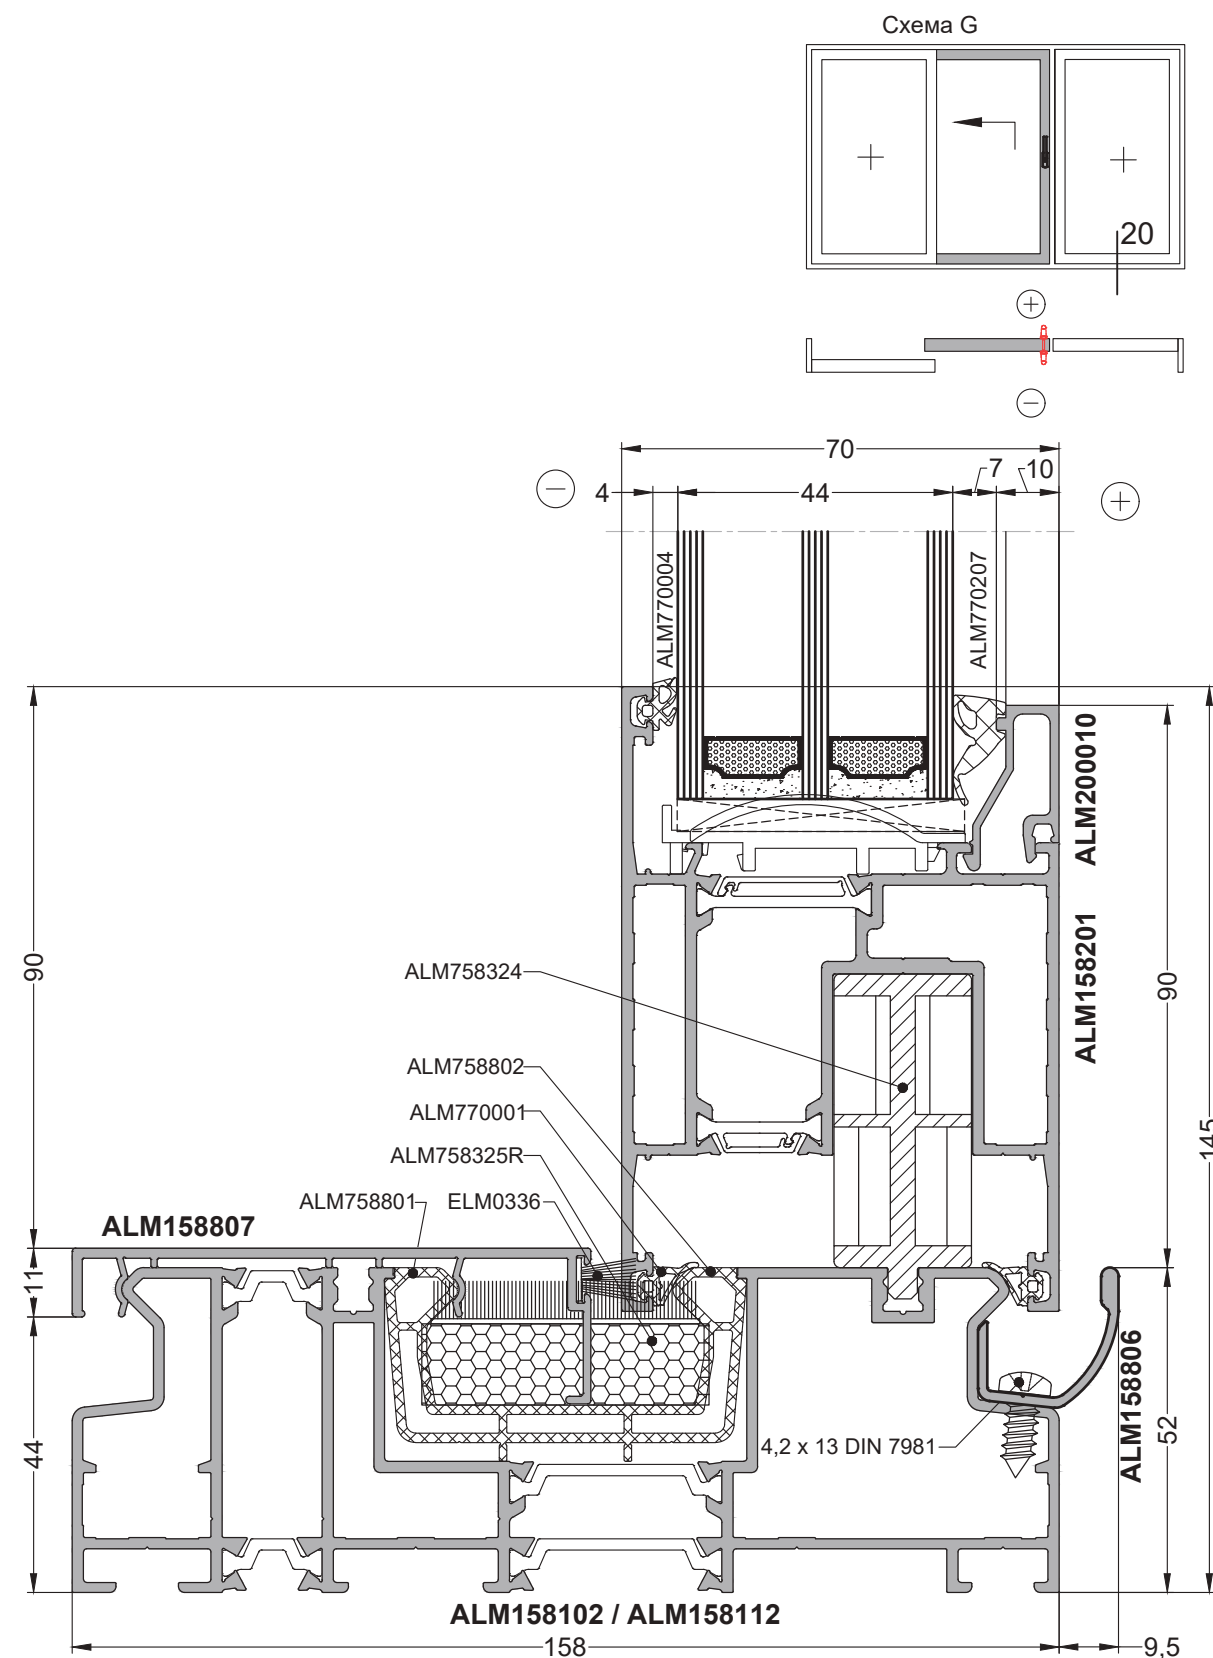 Схема G
20
+
−
70
−
4
44
7
10
+
ALM770004
ALM770207
ALM200010
90
ALM758324
ALM158201
90
ALM758802
ALM770001
145
ALM758325R
ALM758801
ELM0336
ALM158807
11
44
4,2 x 13 DIN 7981
ALM158806
52
ALM158102 / ALM158112
158
9,5